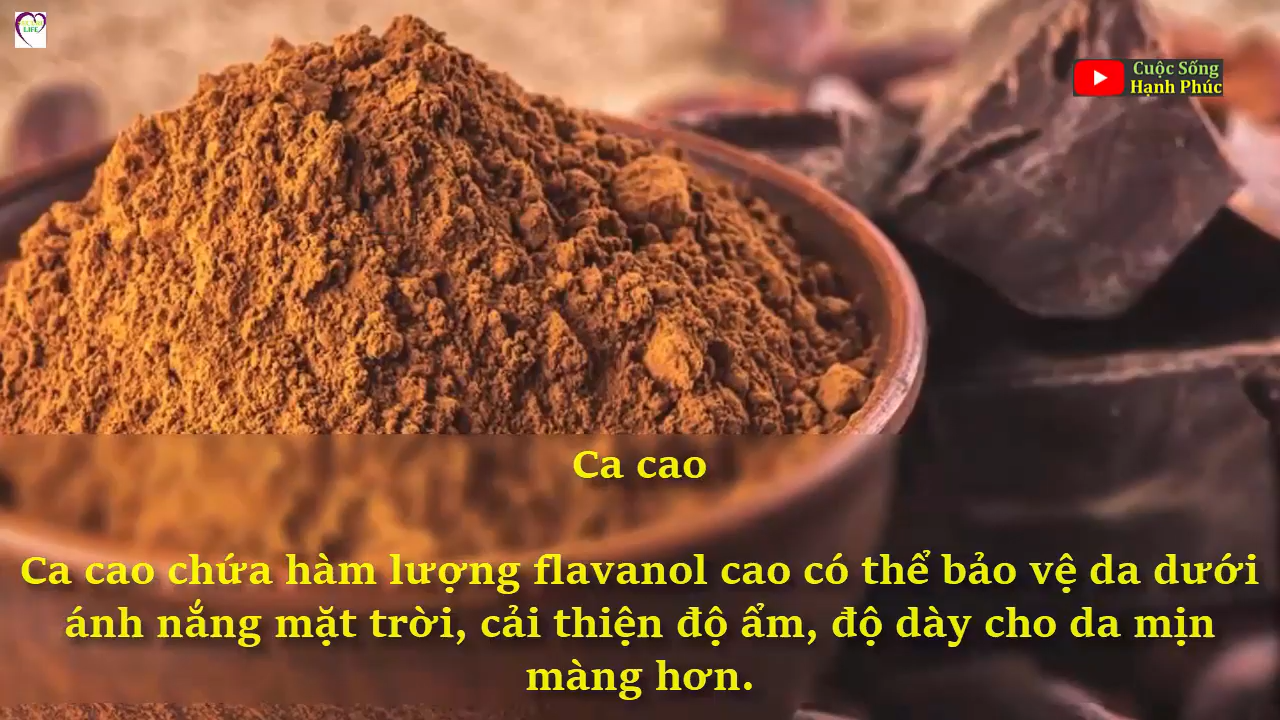 LIFE
Cuộc Sống
Hạnh Phúc
Ca cao
Ca cao chứa hàm lượng flavanol cao có thể bảo vệ da dưới
ánh nắng mặt trời, cải thiện độ ẩm, độ dày cho da mịn
màng hơn.